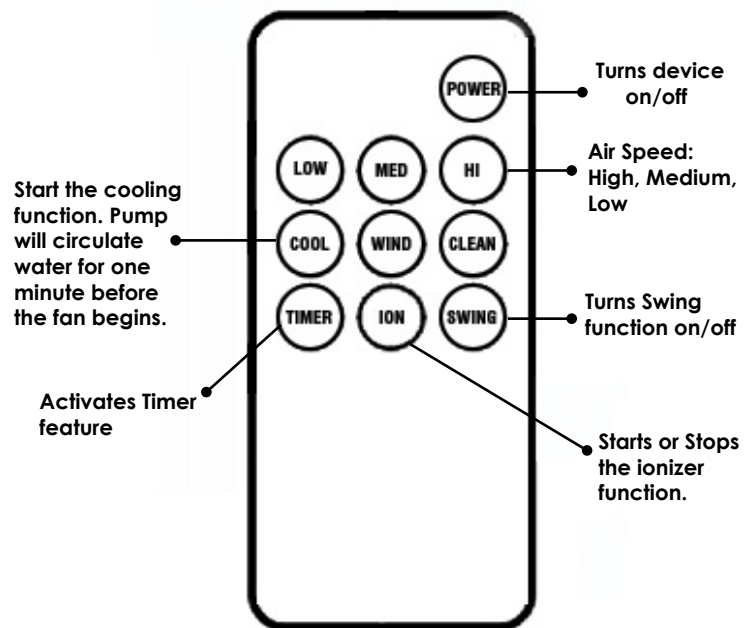 POWER
Turns device
on/off
LOW MED HI
Air Speed:
High, Medium,
Low
Start the cooling
function. Pump
will circulate
water for one
minute before
the fan begins.
COOL WIND CLEAN
TIMER ION SWING
Turns Swing
function on/off
Activates Timer
feature
Starts or Stops
the ionizer
function.